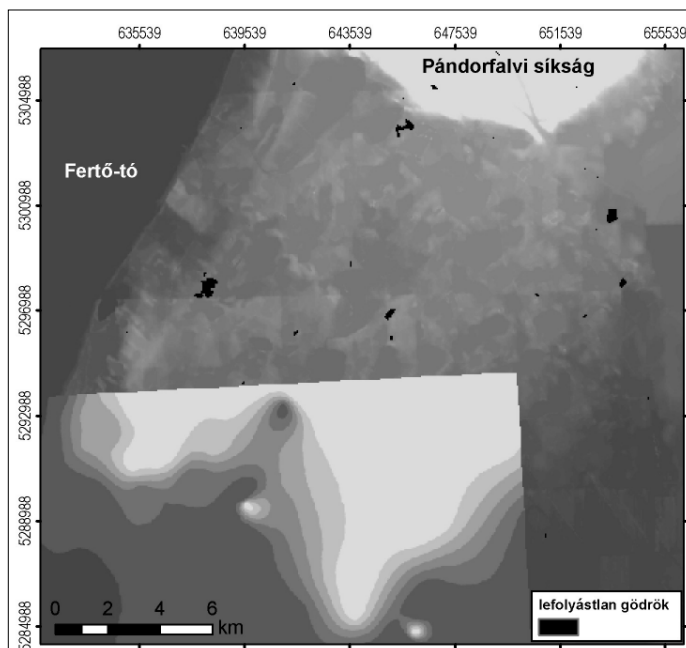 635539 639539 643539 647539 651539 655539
Pándorfalvi síkság
5304988
Fertő-tó
5300988
5296988
5292988
5288988
5284988
0 2 4 6
km
lefolyástlan gödrök